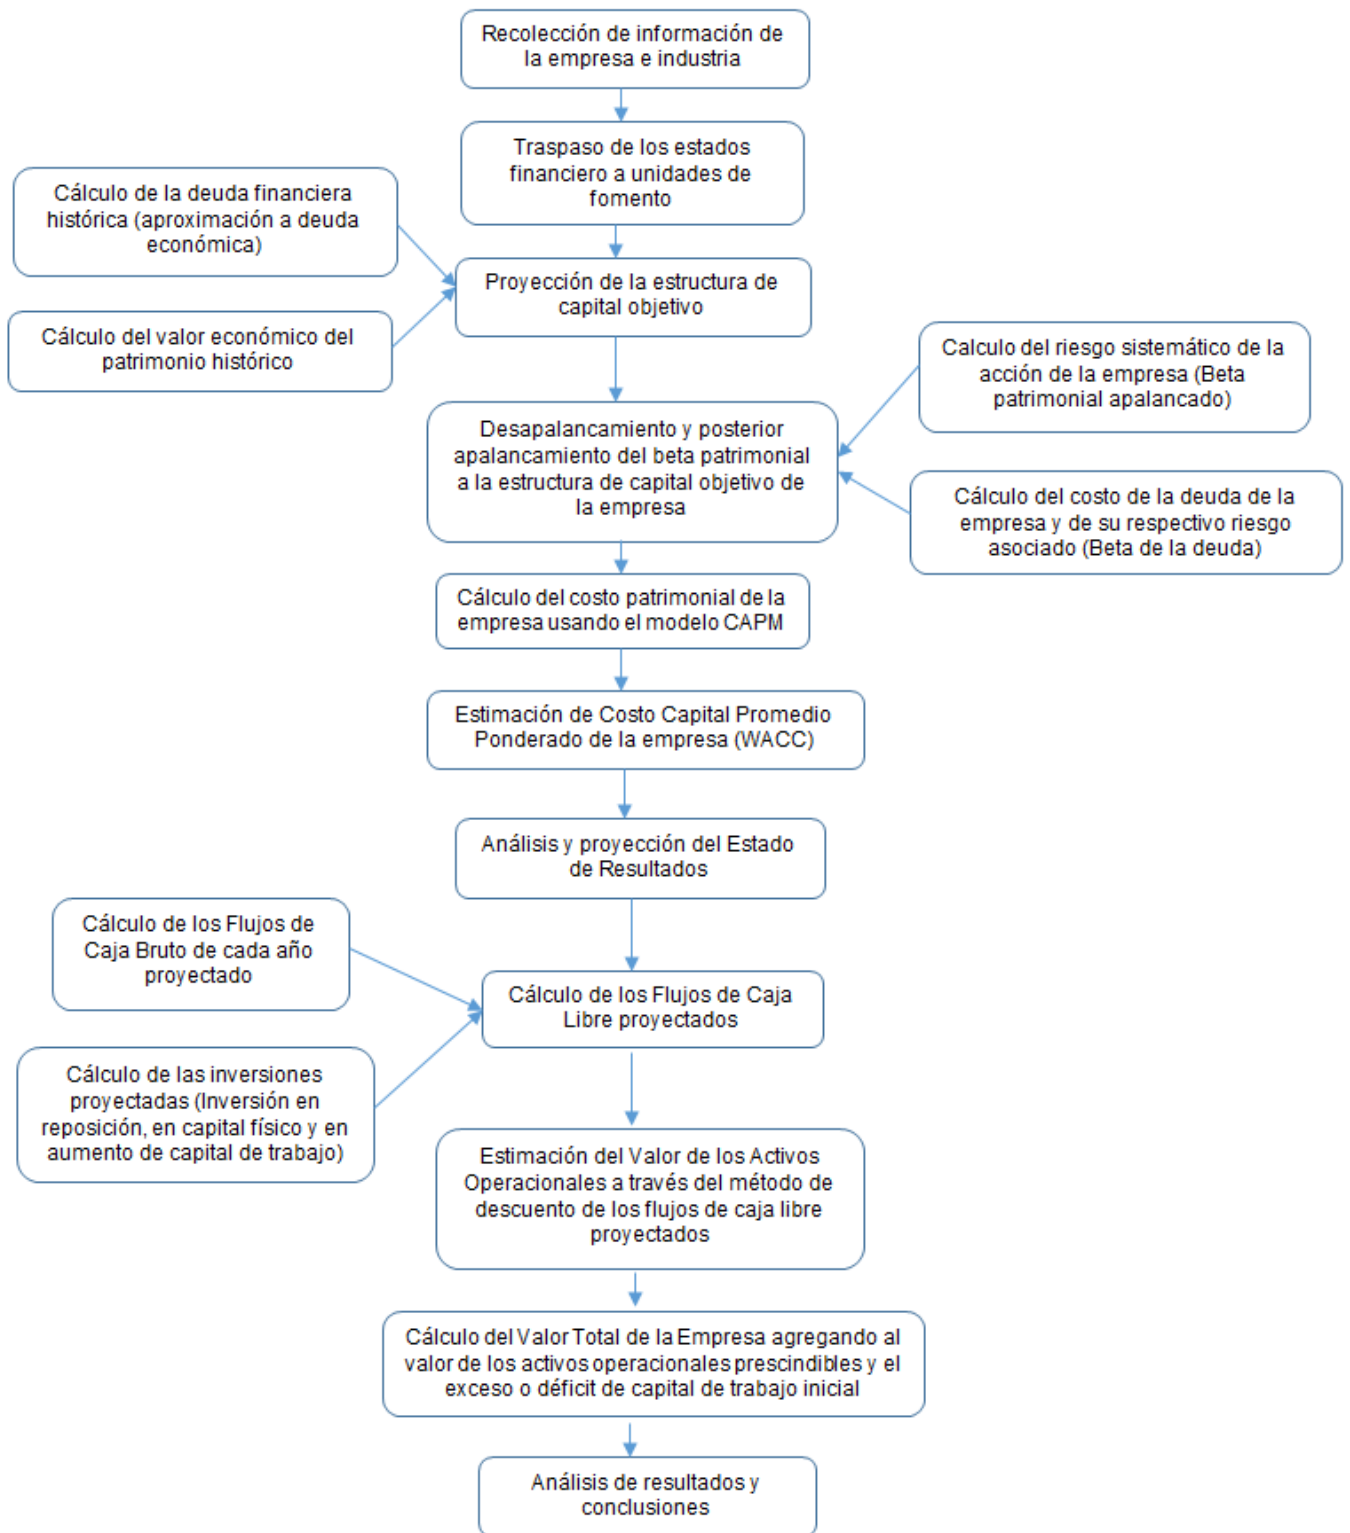 Recolección de información de
la empresa e industria
Traspaso de los estados
financiero a unidades de
fomento
Cálculo de la deuda financiera
histórica (aproximación a deuda
económica)
Proyección de la estructura de
capital objetivo
Cálculo del valor económico del
patrimonio histórico
Calculo del riesgo sistemático de la
acción de la empresa (Beta
patrimonial apalancado)
Desapalancamiento y posterior
apalancamiento del beta patrimonial
a la estructura de capital objetivo de
la empresa
Cálculo del costo de la deuda de la
empresa y de su respectivo riesgo
asociado (Beta de la deuda)
Cálculo del costo patrimonial de la
empresa usando el modelo CAPM
Estimación de Costo Capital Promedio
Ponderado de la empresa (WACC)
Análisis y proyección del Estado
de Resultados
Cálculo de los Flujos de
Caja Bruto de cada año
proyectado
Cálculo de los Flujos de Caja
Libre proyectados
Cálculo de las inversiones
proyectadas (Inversión en
reposición, en capital físico y en
aumento de capital de trabajo)
Estimación del Valor de los Activos
Operacionales a través del método de
descuento de los flujos de caja libre
proyectados
Cálculo del Valor Total de la Empresa agregando al
valor de los activos operacionales prescindibles y el
exceso o déficit de capital de trabajo inicial
Análisis de resultados y
conclusiones